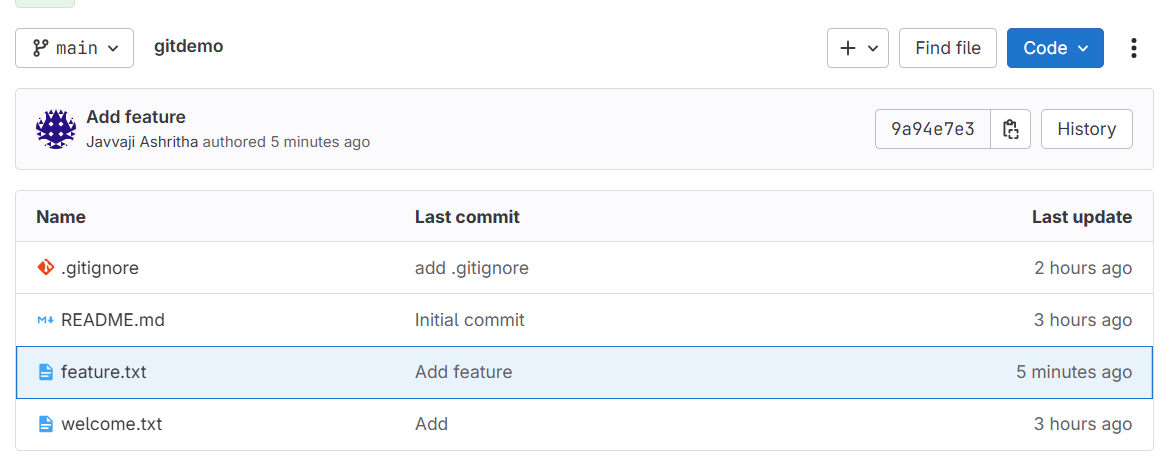 main gitdemo Find file Code
Add feature
Javvaji Ashritha authored 5 minutes ago
9a94e7e3 History
Name Last commit Last update
.gitignore add .gitignore 2 hours ago
README.md Initial commit 3 hours ago
feature.txt Add feature 5 minutes ago
welcome.txt Add 3 hours ago